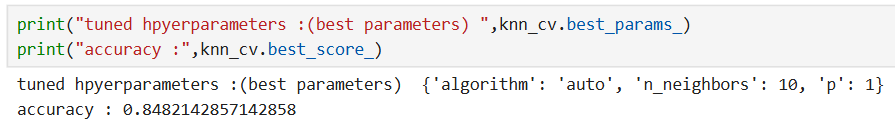 print("tuned hpyerparameters :(best parameters) ",knn_cv.best_params_)
print("accuracy :",knn_cv.best_score_)
tuned hpyerparameters :(best parameters)  {'algorithm': 'auto', 'n_neighbors': 10, 'p': 1}
accuracy : 0.8482142857142858